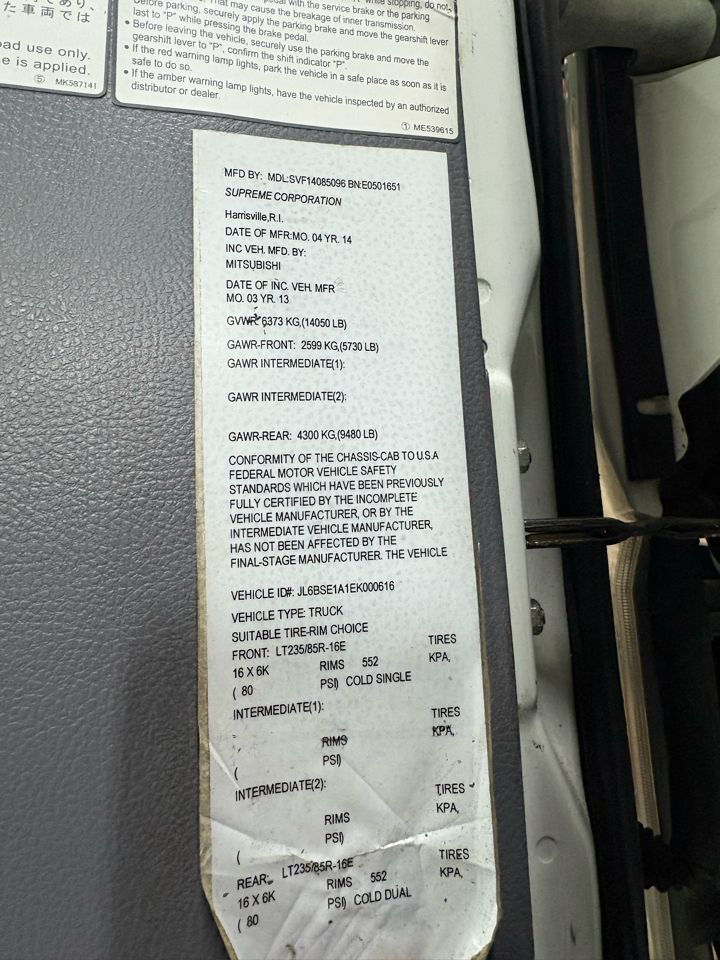 た車両では
oad use only.
e is applied.
⑤ MK587141
pedal with the service brake or the parking
That may cause the breakage of inner transmission.
• Before parking, securely apply the parking brake and move the gearshift lever
last to "P" while pressing the brake pedal.
• Before leaving the vehicle, securely use the parking brake and move the
gearshift lever to "P", confirm the shift indicator "P".
• If the red warning lamp lights, park the vehicle in a safe place as soon as it is
safe to do so.
• If the amber warning lamp lights, have the vehicle inspected by an authorized
distributor or dealer.
① ME539615
MFD BY: MDL:SVF14085096 BN:E0501651
SUPREME CORPORATION
Harrisville,R.I.
DATE OF MFR:MO. 04 YR. 14
INC VEH. MFD. BY:
MITSUBISHI
DATE OF INC. VEH. MFR
MO. 03 YR. 13
GVWR: 6373 KG,(14050 LB)
GAWR-FRONT: 2599 KG,(5730 LB)
GAWR INTERMEDIATE(1):
GAWR INTERMEDIATE(2):
GAWR-REAR: 4300 KG,(9480 LB)
CONFORMITY OF THE CHASSIS-CAB TO U.S.A
FEDERAL MOTOR VEHICLE SAFETY
STANDARDS WHICH HAVE BEEN PREVIOUSLY
FULLY CERTIFIED BY THE INCOMPLETE
VEHICLE MANUFACTURER, OR BY THE
INTERMEDIATE VEHICLE MANUFACTURER,
HAS NOT BEEN AFFECTED BY THE
FINAL-STAGE MANUFACTURER. THE VEHICLE
VEHICLE ID#: JL6BSE1A1EK000616
VEHICLE TYPE: TRUCK
SUITABLE TIRE-RIM CHOICE
FRONT: LT235/85R-16E TIRES
16 X 6K RIMS 552 KPA,
( 80 PSI) COLD SINGLE
INTERMEDIATE(1): TIRES
RIMS KPA,
( PSI)
INTERMEDIATE(2): TIRES
RIMS KPA,
( PSI)
REAR: LT235/85R-16E TIRES
16 X 6K RIMS 552 KPA,
( 80 PSI) COLD DUAL